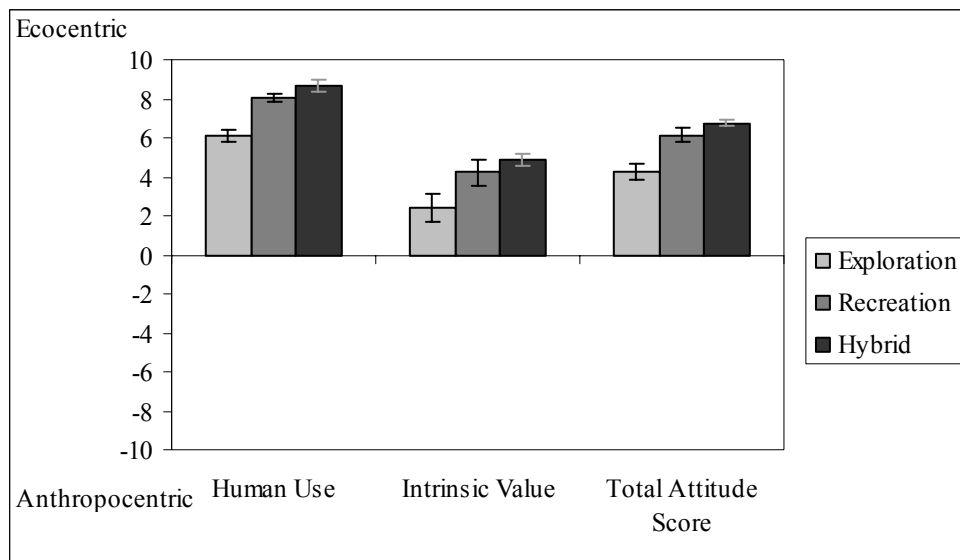 Ecocentric
10
8
6
4
2
0
-2
-4
-6
-8
-10
Anthropocentric
Human Use
Intrinsic Value
Total Attitude
Score
Exploration
Recreation
Hybrid